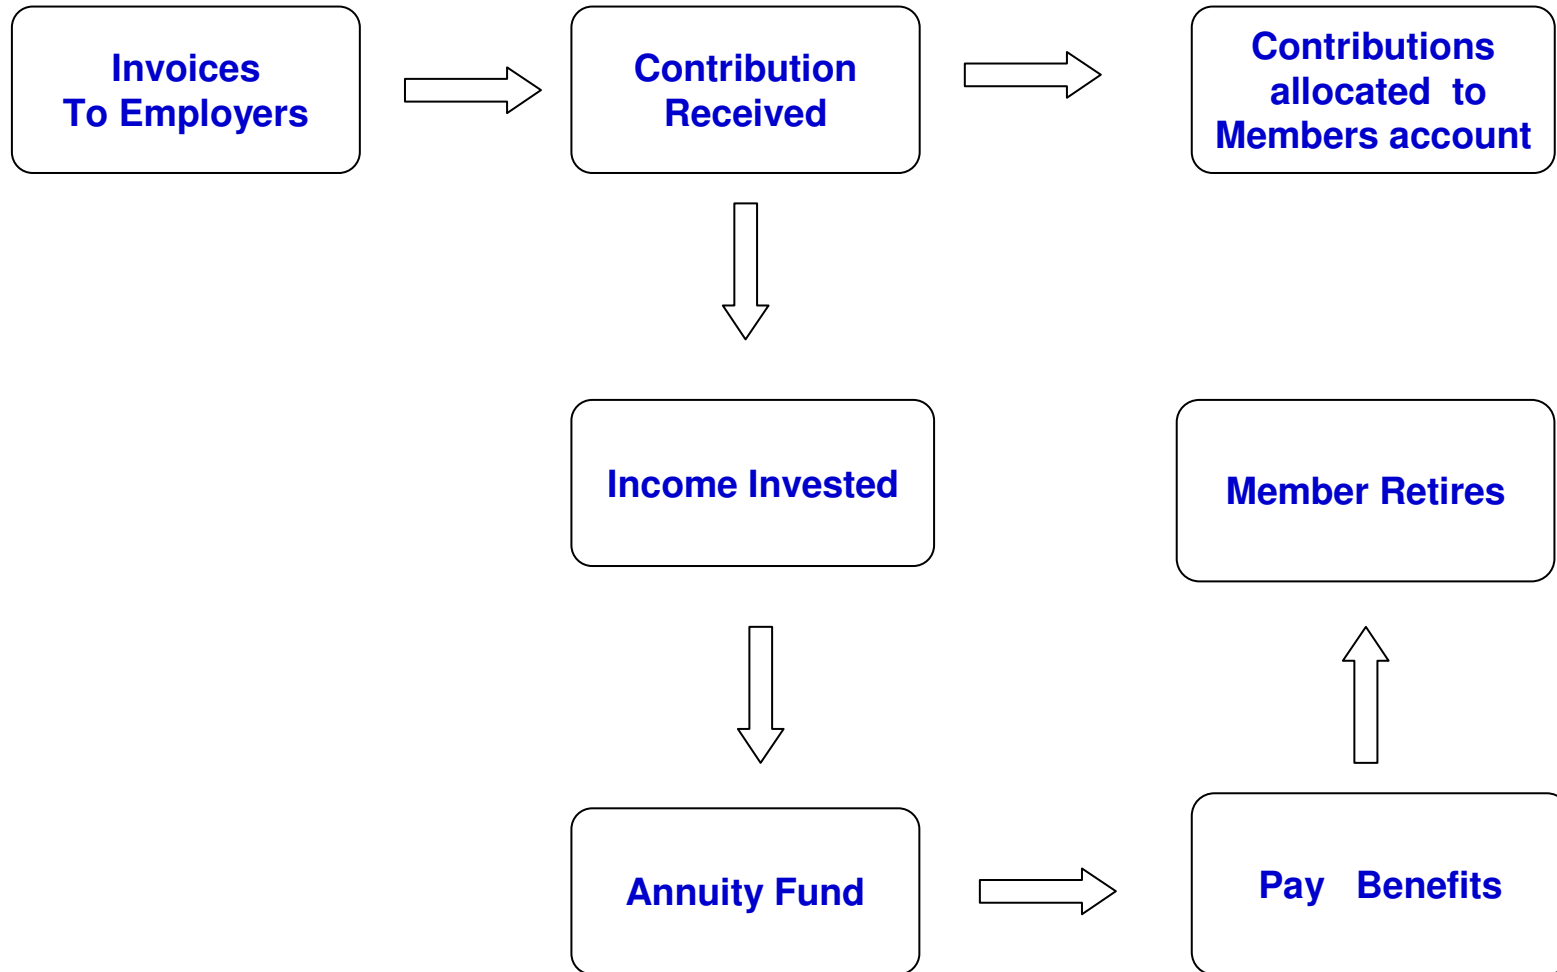 Invoices
To Employers
Contribution
Received
Contributions
allocated to
Members account
Income Invested
Member Retires
Annuity Fund
Pay Benefits